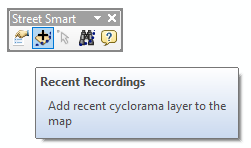 Street Smart
Recent Recordings
Add recent cyclorama layer to the
map